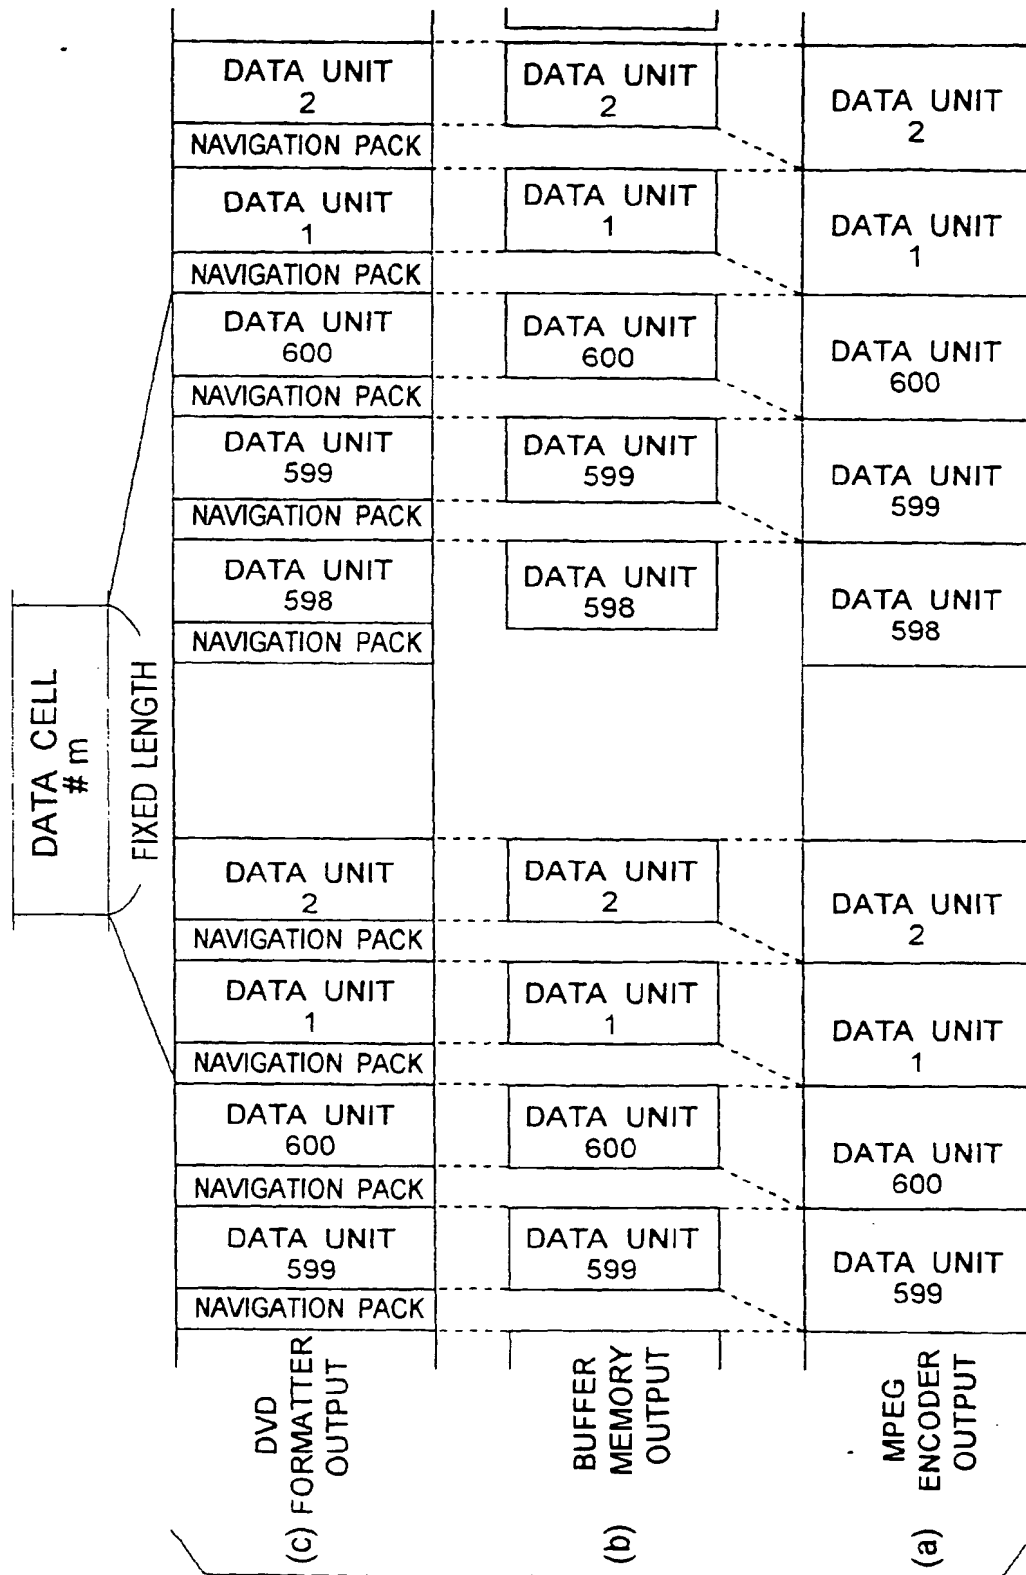 DATA CELL
# m
FIXED LENGTH
DATA UNIT
2
NAVIGATION PACK
DATA UNIT
1
NAVIGATION PACK
DATA UNIT
600
NAVIGATION PACK
DATA UNIT
599
NAVIGATION PACK
DATA UNIT
598
NAVIGATION PACK
DATA UNIT
2
NAVIGATION PACK
DATA UNIT
1
NAVIGATION PACK
DATA UNIT
600
NAVIGATION PACK
DATA UNIT
599
NAVIGATION PACK
DVD
(c) FORMATTER
OUTPUT
DATA UNIT
2
DATA UNIT
1
DATA UNIT
600
DATA UNIT
599
DATA UNIT
598
DATA UNIT
2
DATA UNIT
1
DATA UNIT
600
DATA UNIT
599
BUFFER
(b) MEMORY
OUTPUT
DATA UNIT
2
DATA UNIT
1
DATA UNIT
600
DATA UNIT
599
DATA UNIT
598
DATA UNIT
2
DATA UNIT
1
DATA UNIT
600
DATA UNIT
599
MPEG
(a) ENCODER
OUTPUT